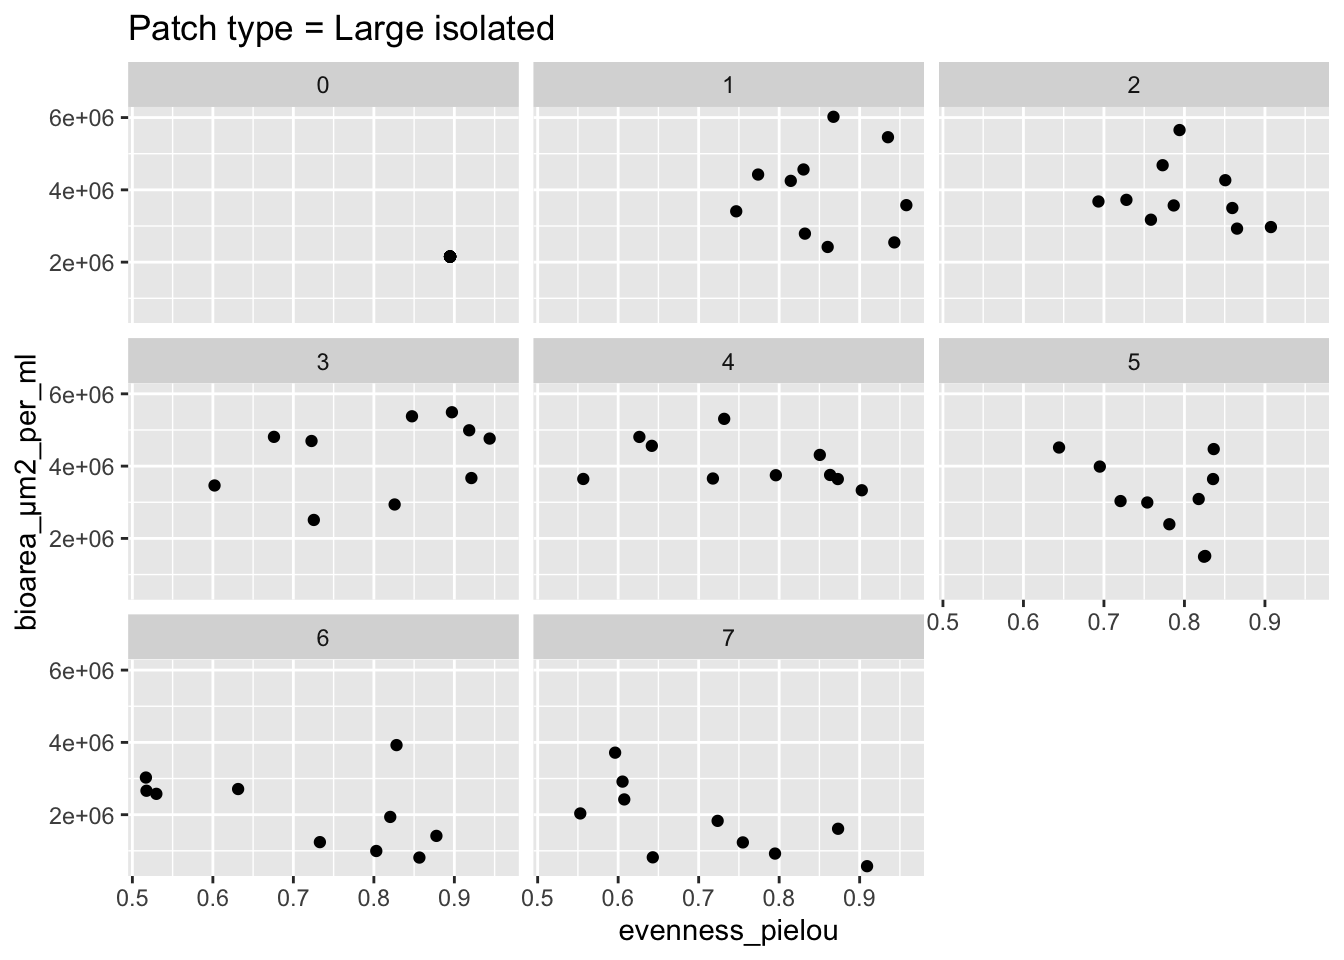 Patch type = Large isolated
0 1 2
6e+06
4e+06
2e+06
3 4 5
6e+06
4e+06
2e+06
0.5 0.6 0.7 0.8 0.9
6 7
6e+06
4e+06
2e+06
0.5 0.6 0.7 0.8 0.9 0.5 0.6 0.7 0.8 0.9
evenness_pielou
bioarea_µm2_per_ml